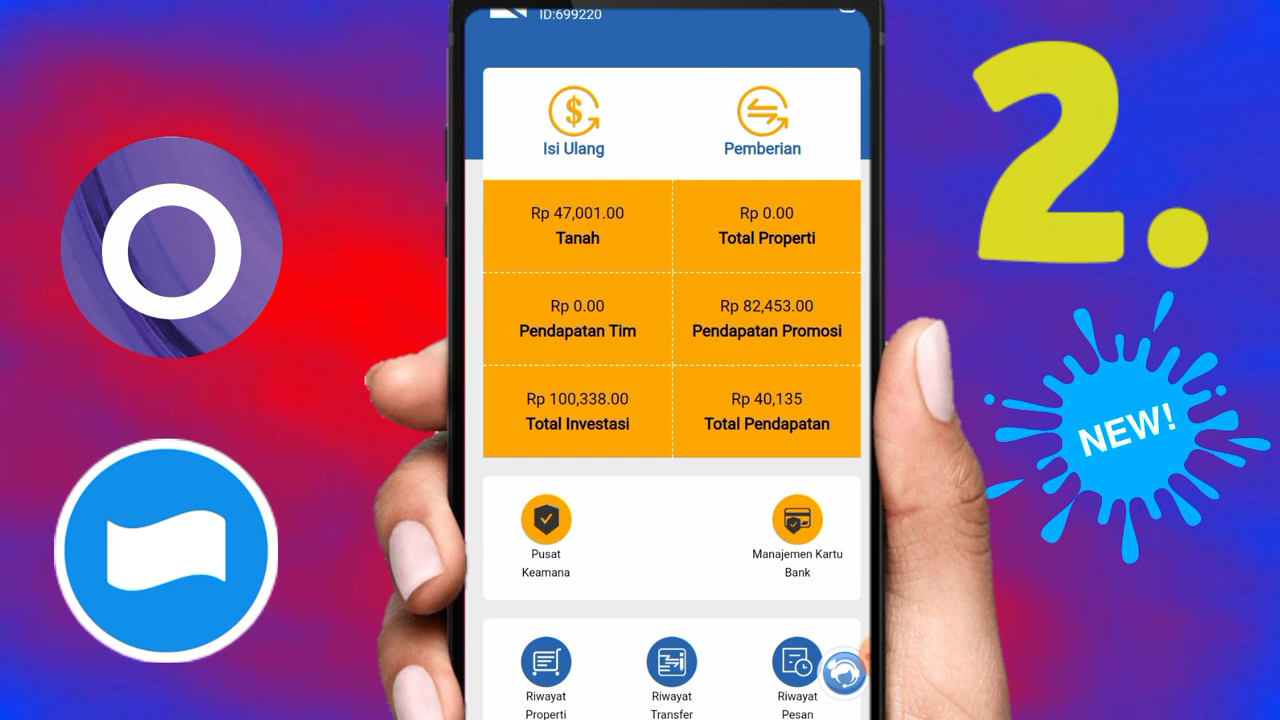 ID:699220
2.
Isi Ulang
Pemberian
Rp 47,001.00
Tanah
Rp 0.00
Total Properti
Rp 0.00
Pendapatan Tim
Rp 82,453.00
Pendapatan Promosi
Rp 100,338.00
Total Investasi
Rp 40,135
Total Pendapatan
NEW!
Pusat
Keamana
Manajemen Kartu
Bank
Riwayat
Properti
Riwayat
Transfer
Riwayat
Pesan